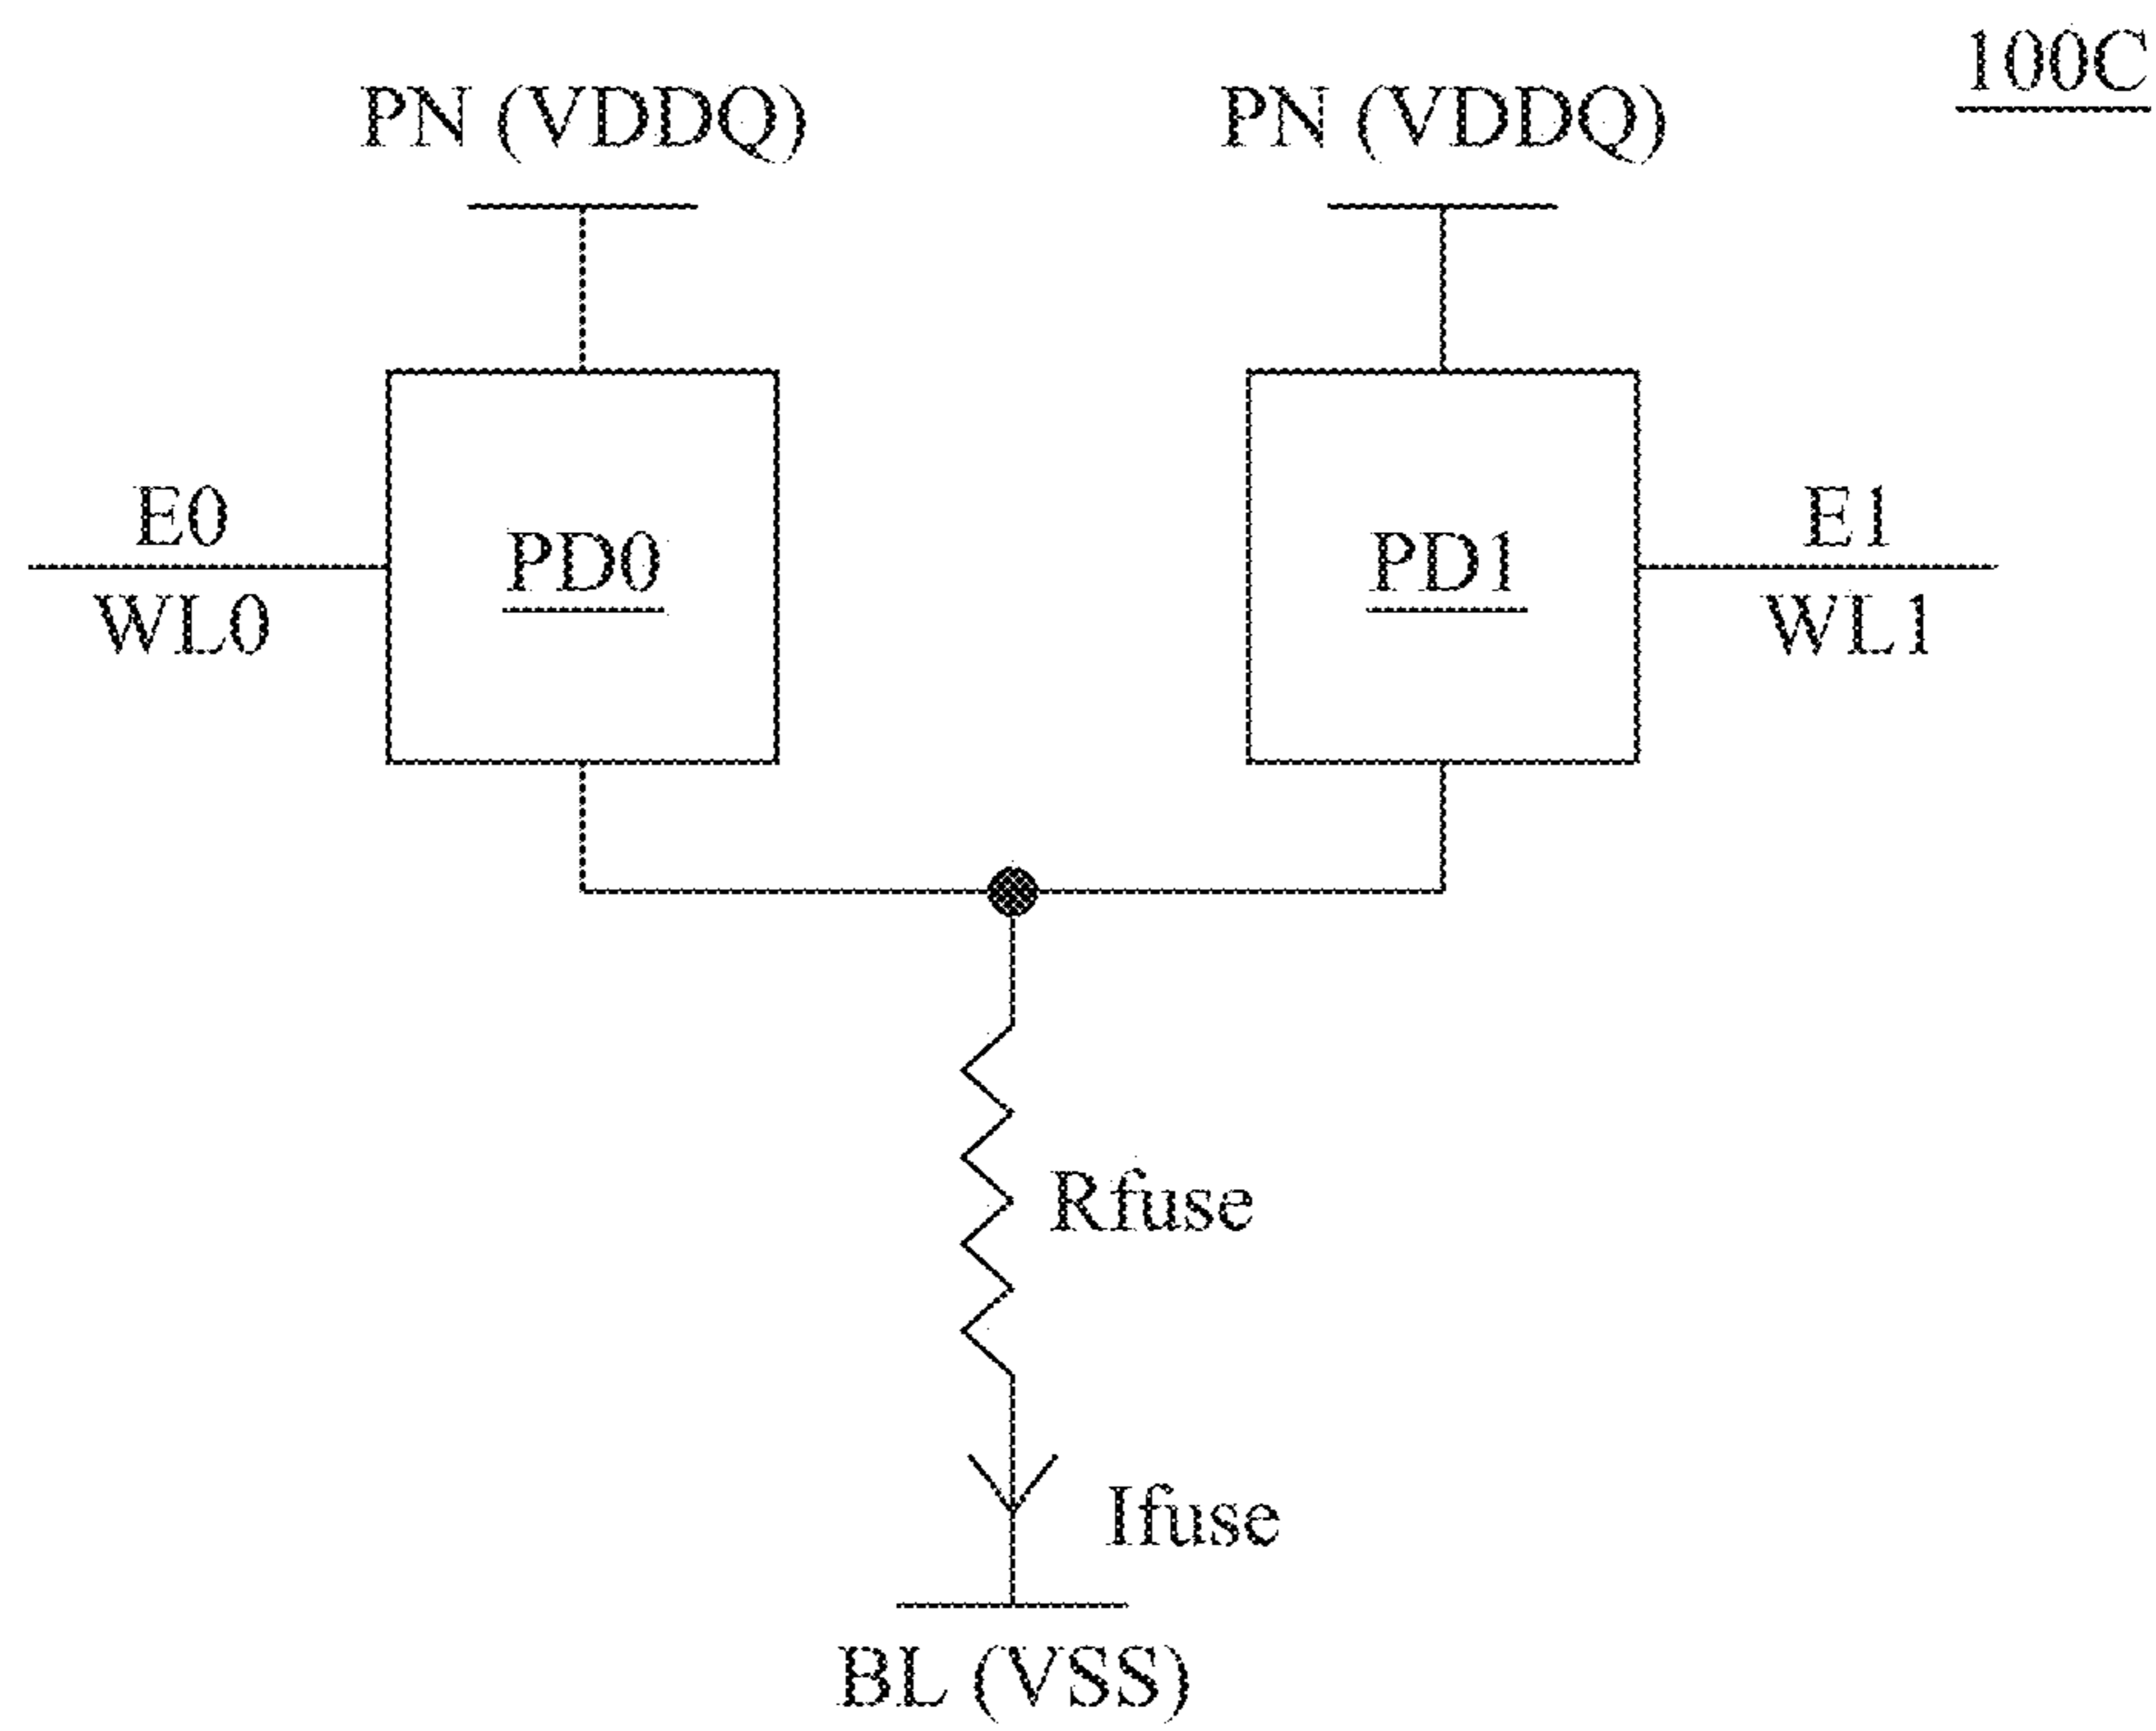 100C
PN (VDDQ)
PN (VDDQ)
E0
WL0
PD0
PD1
E1
WL1
Rfuse
Ifuse
BL (VSS)